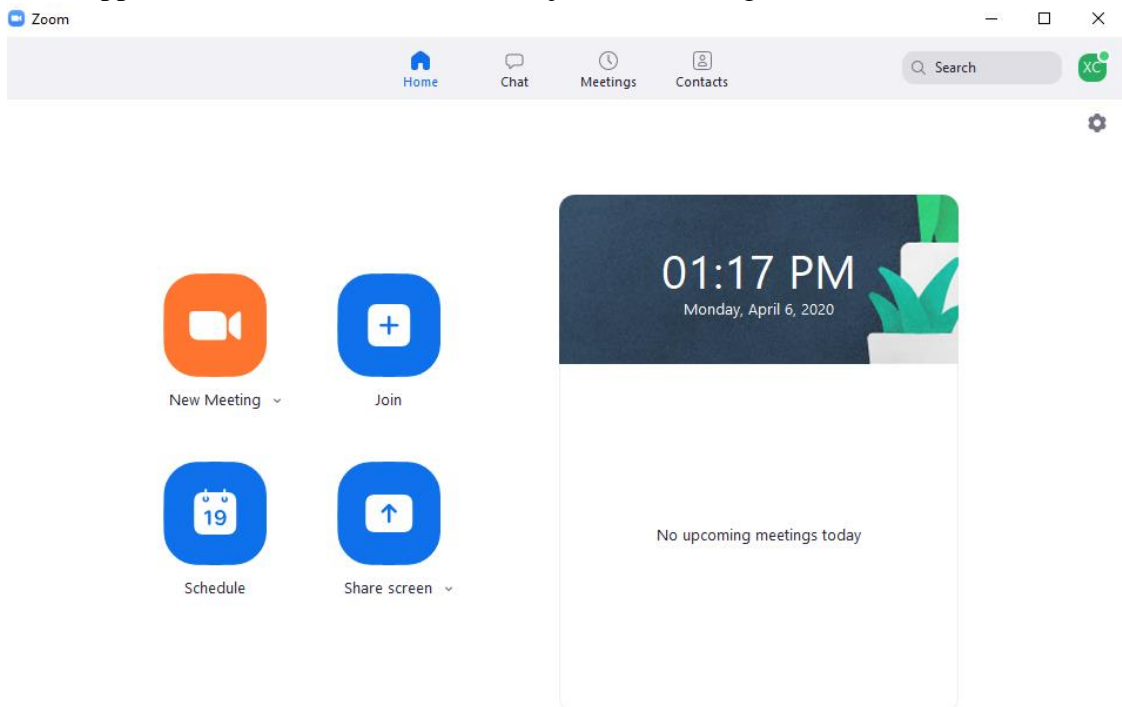 Zoom
Home
Chat
Meetings
Contacts
Search
XC
01:17 PM
Monday, April 6, 2020
New Meeting
Join
19
Schedule
Share screen
No upcoming meetings today